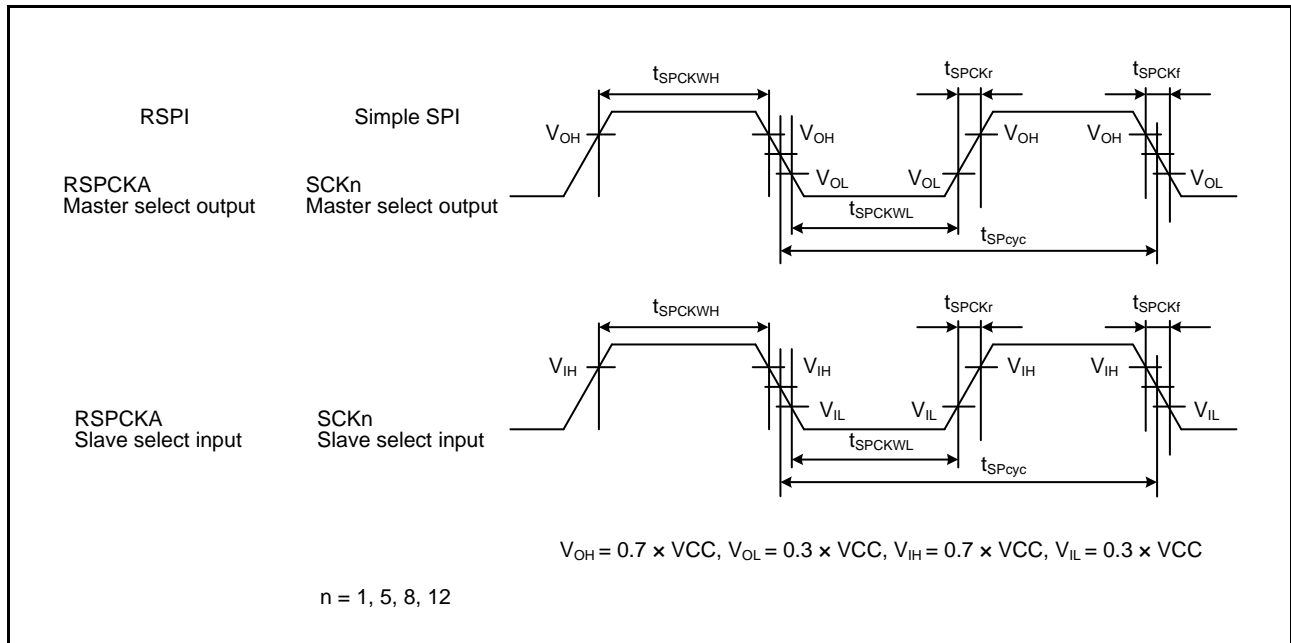 tSPCKWH tSPCKr tSPCKf
RSPI Simple SPI
VOH VOH VOH VOH
RSPCKA SCKn
Master select output Master select output
VOL VOL VOL
tSPCKWL
tSPcyc
tSPCKWH tSPCKr tSPCKf
VIH VIH VIH VIH
RSPCKA SCKn
Slave select input Slave select input
VIL VIL VIL
tSPCKWL
tSPcyc
VOH = 0.7 × VCC, VOL = 0.3 × VCC, VIH = 0.7 × VCC, VIL = 0.3 × VCC
n = 1, 5, 8, 12